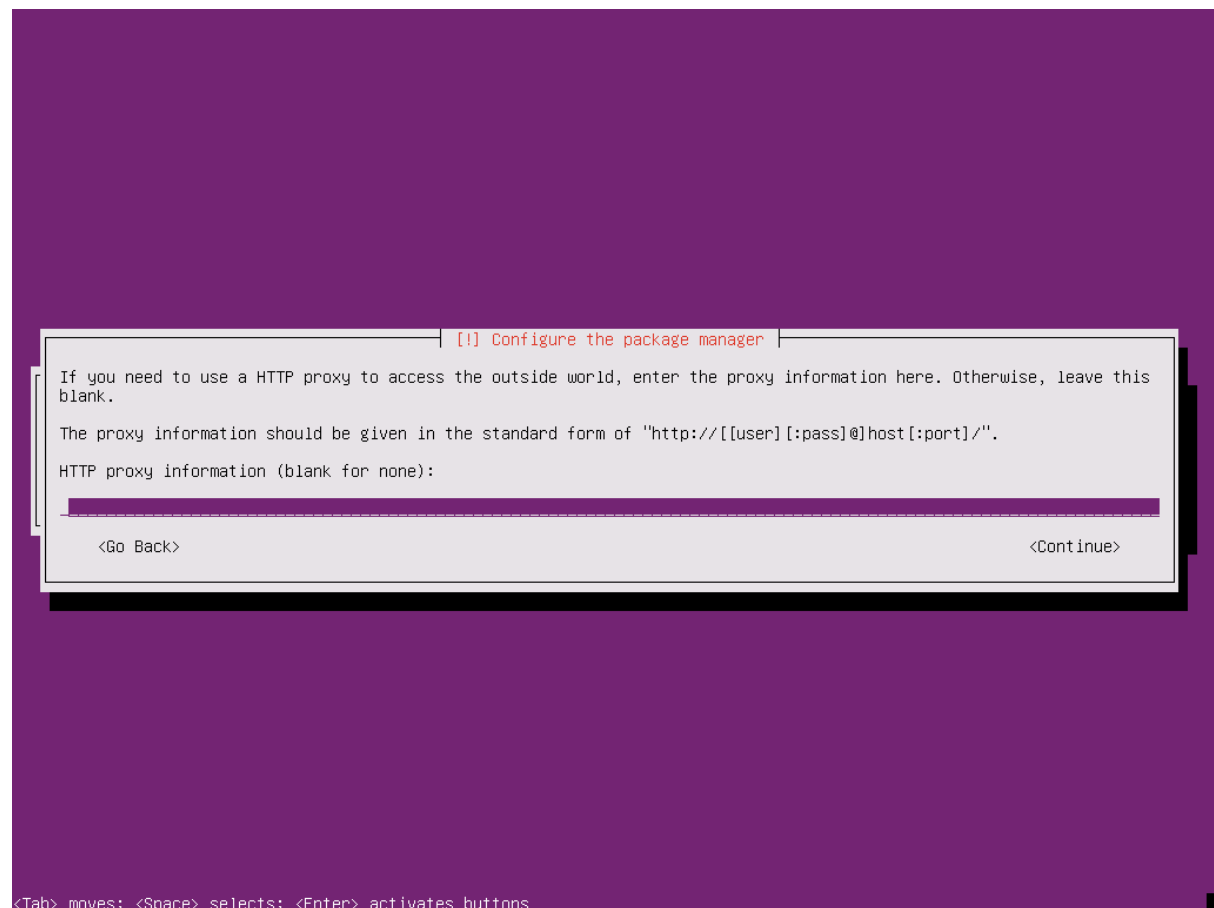 [!] Configure the package manager
If you need to use a HTTP proxy to access the outside world, enter the proxy information here. Otherwise, leave this
blank.
The proxy information should be given in the standard form of "http://[[user][:pass]@]host[:port]/".
HTTP proxy information (blank for none):
<Go Back> <Continue>
<Tab> moves; <Space> selects; <Enter> activates buttons